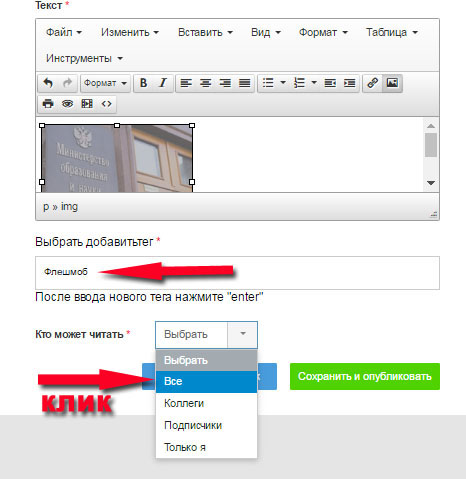 Текст *
Файл Изменить Вставить Вид Формат Таблица
Инструменты
Формат B I
Министерство
образования
и науки
p » img
Выбрать добавитьтег *
Флешмоб
После ввода нового тега нажмите "enter"
Кто может читать * Выбрать
Выбрать
Сохранить и опубликовать
Все
клик
Коллеги
Подписчики
Только я